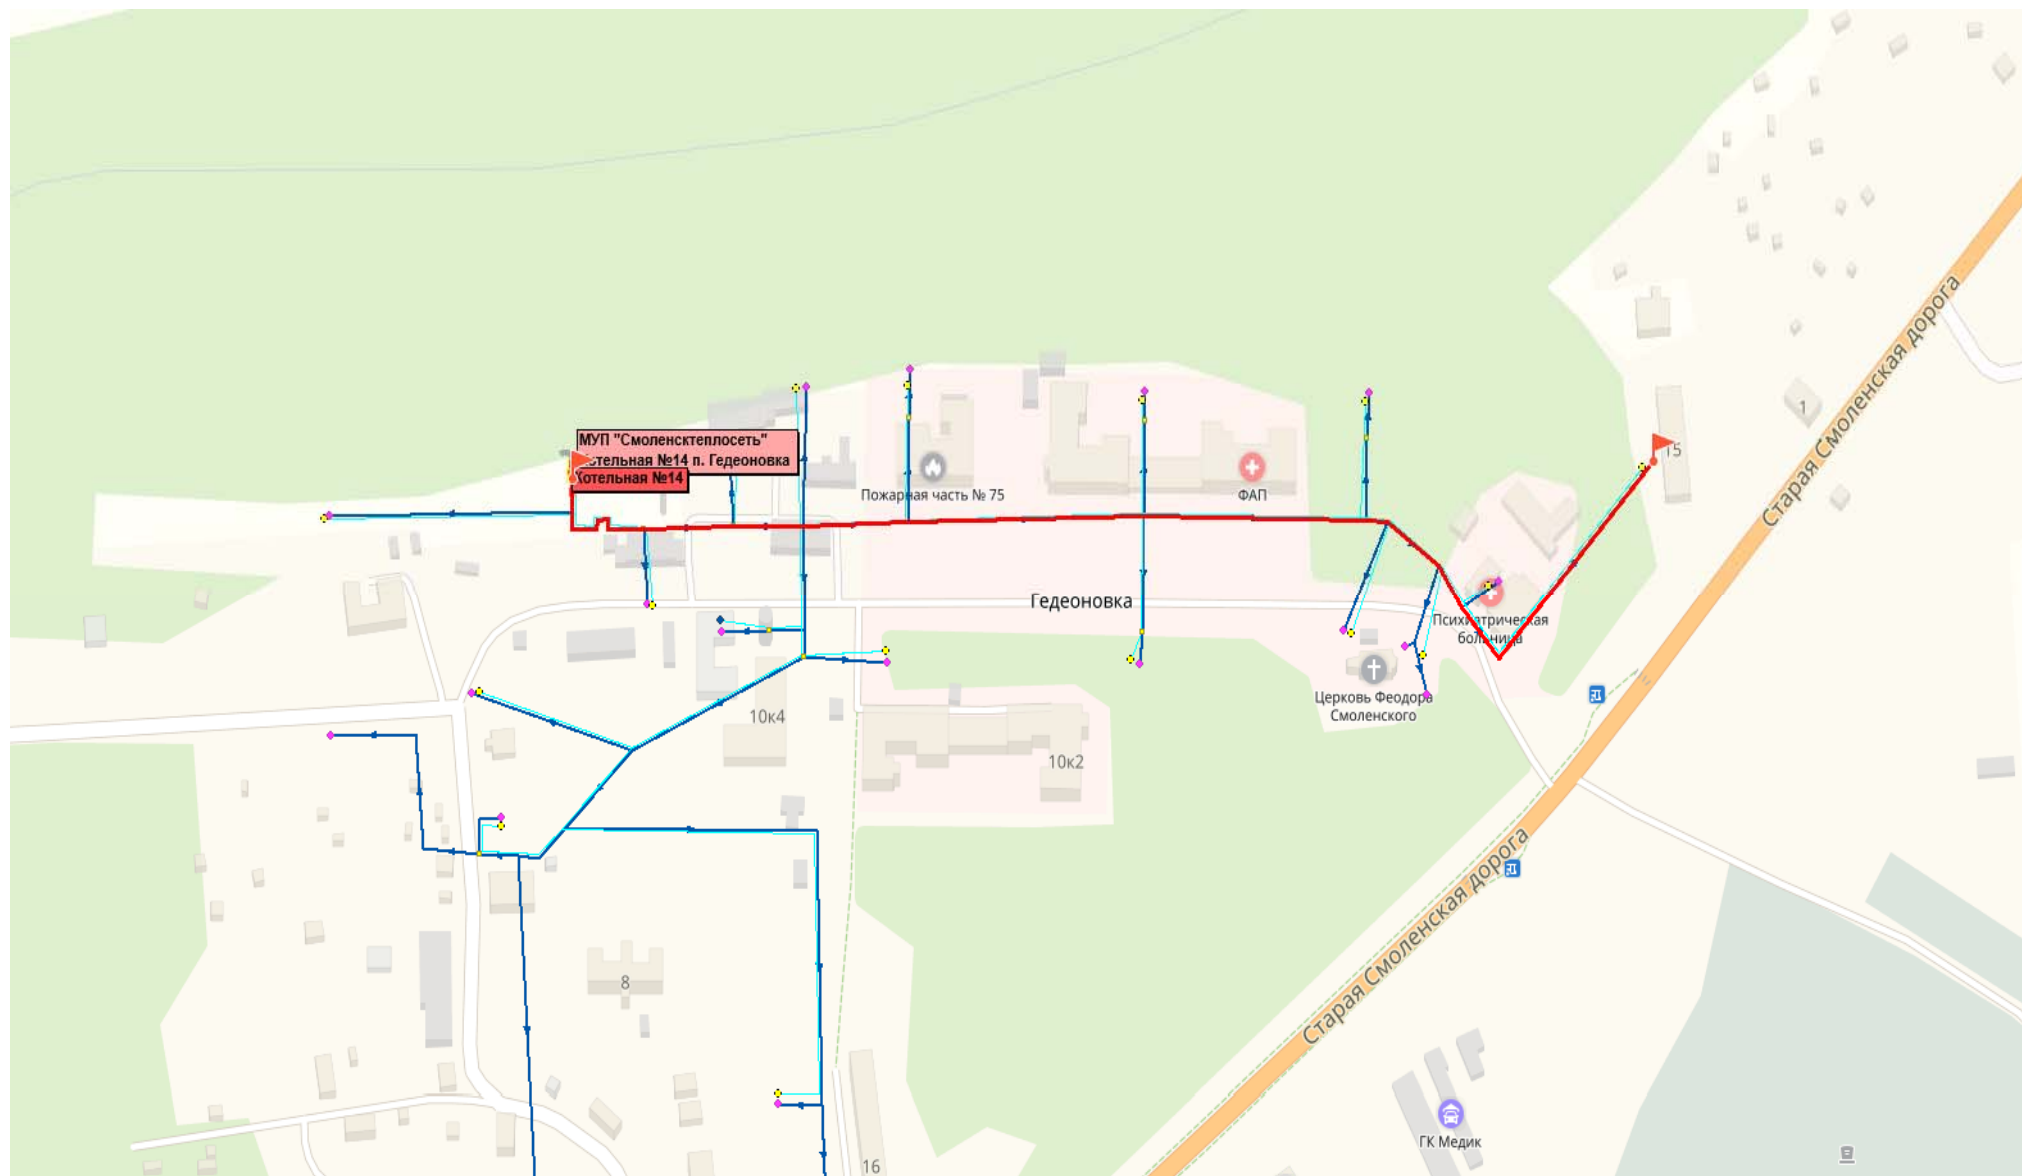 МУП "Смоленсктеплосеть"
Котельная №14 п. Гедеоновка
Котельная №14
Пожарная часть № 75
ФАП
15
1
Старая Смоленская дорога
Гедеоновка
Психиатрическая
больница
Церковь Феодора
Смоленского
10к4
10к2
Старая Смоленская дорога
8
ГК Медик
16